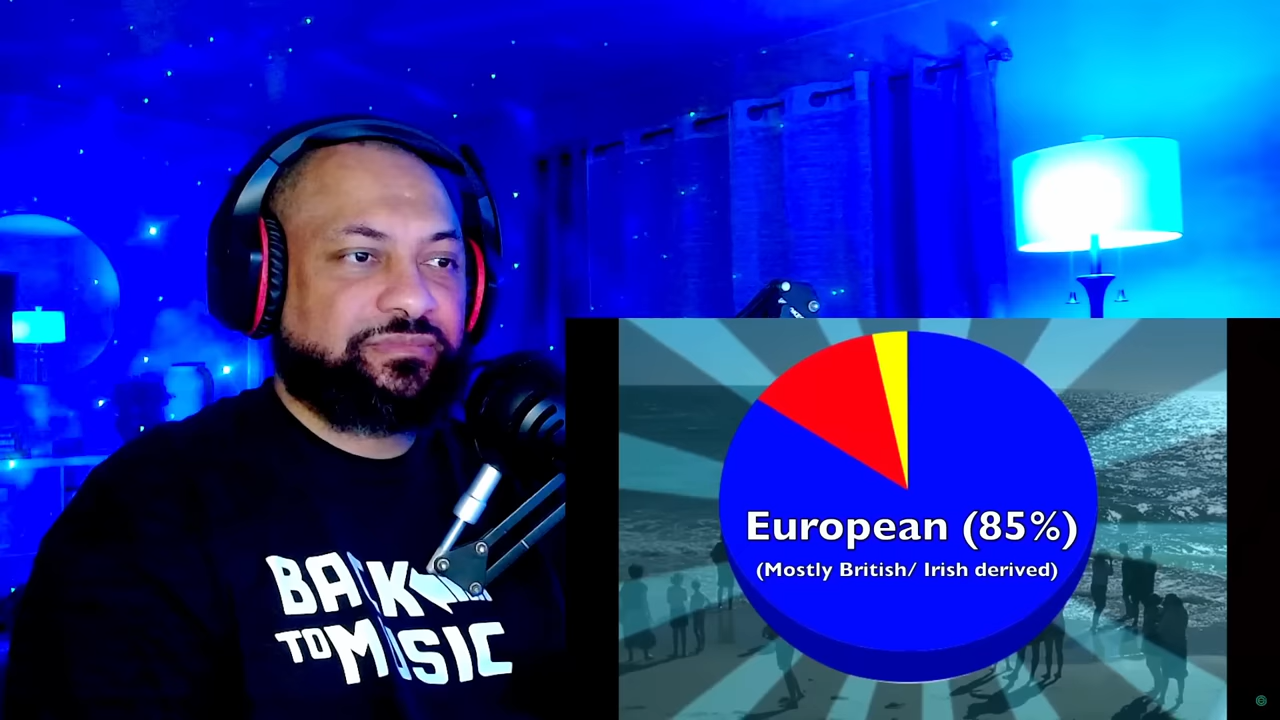 BACK
TO MUSIC
European (85%)
(Mostly British/ Irish derived)
©